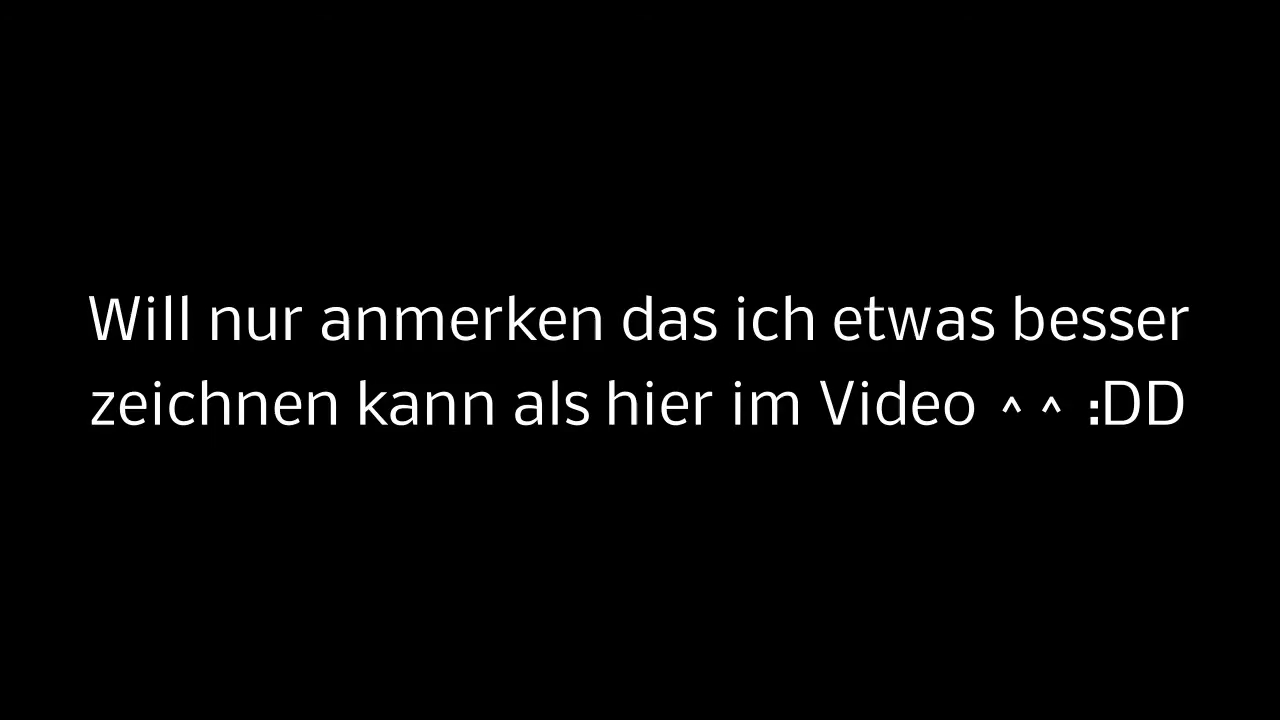 Will nur anmerken das ich etwas besser
zeichnen kann als hier im Video ^^ :DD